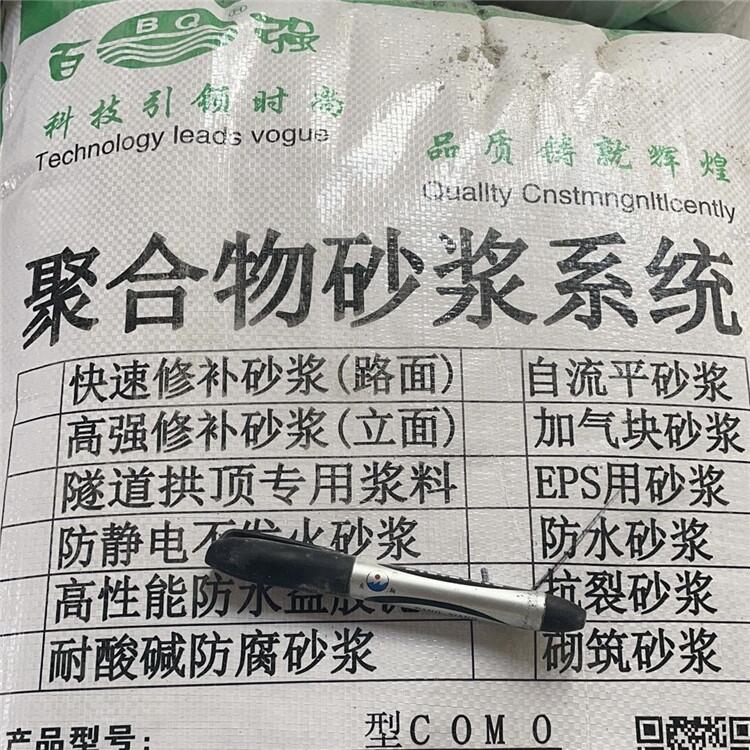 百 BQ® 强
科技引领时尚
Technology leads vogue
品质铸就辉煌
Quallty Cnstmngnltlcently
聚合物砂浆系统
快速修补砂浆(路面) 自流平砂浆
高强修补砂浆(立面) 加气块砂浆
隧道拱顶专用浆料 EPS用砂浆
防静电不发火砂浆 防水砂浆
高性能防水 抗裂砂浆
耐酸碱防腐砂浆 砌筑砂浆
产品型号: 型COMO